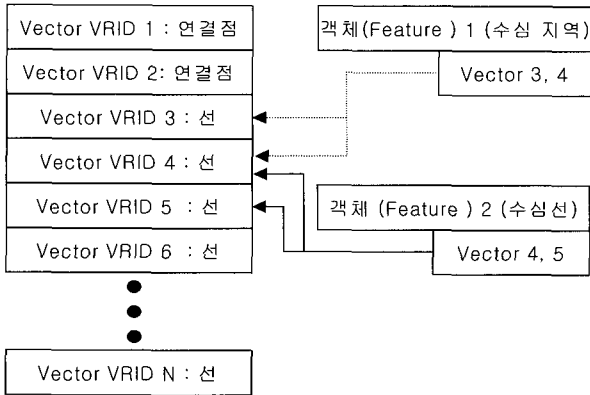 Vector VRID 1 : 연결점
Vector VRID 2: 연결점
Vector VRID 3 : 선
Vector VRID 4 : 선
Vector VRID 5 : 선
Vector VRID 6 : 선
Vector VRID N : 선
객체(Feature ) 1 (수심 지역)
Vector 3, 4
객체 (Feature ) 2 (수심선)
Vector 4, 5